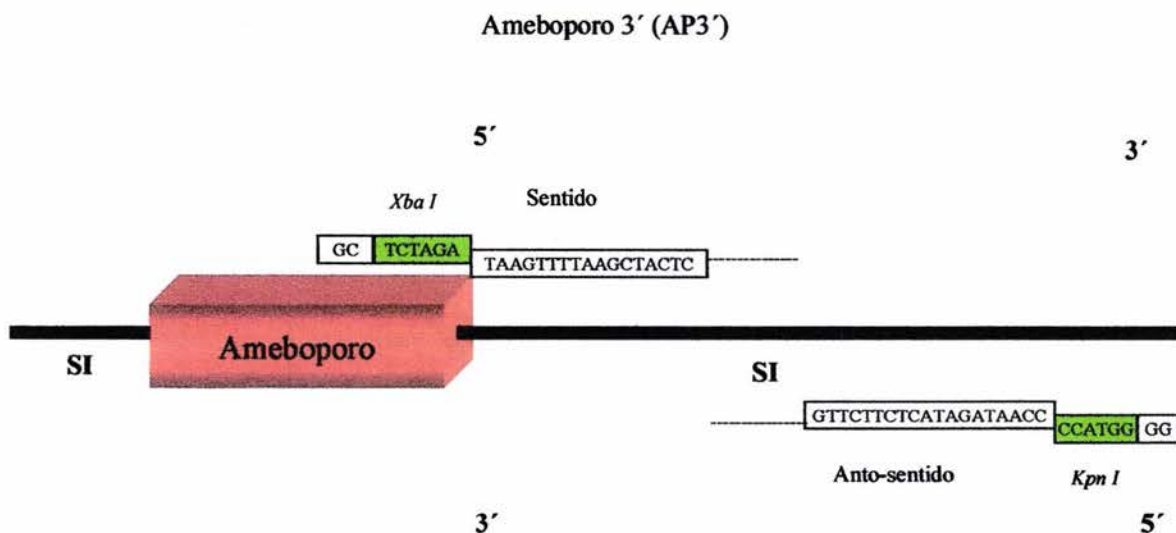 Ameboporo 3´ (AP3´)
5´
3´
Xba I
Sentido
GC TCTAGA TAAGTTTTAAGCTACTC
Ameboporo
SI
SI
GTTCTTCTCATAGATAACC CCATGG GG
Anto-sentido
Kpn I
3´
5´